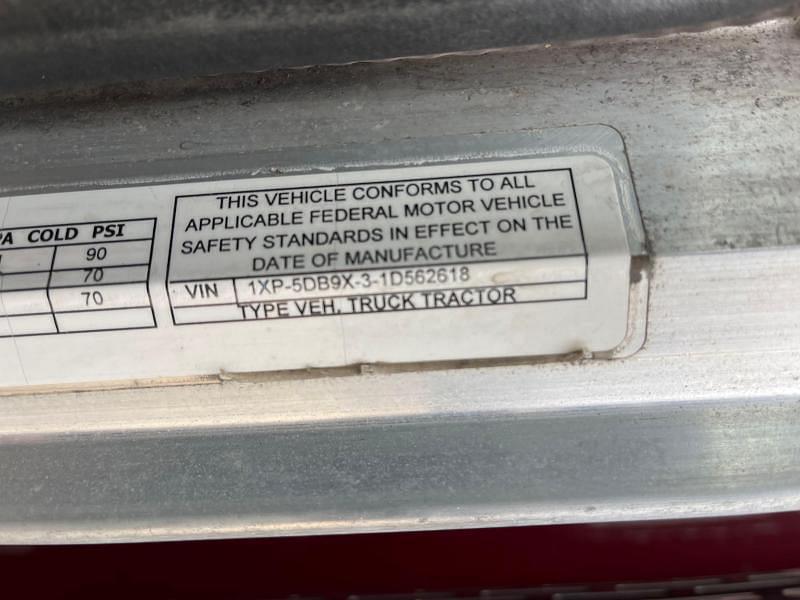 PA COLD PSI
90
70
70
THIS VEHICLE CONFORMS TO ALL
APPLICABLE FEDERAL MOTOR VEHICLE
SAFETY STANDARDS IN EFFECT ON THE
DATE OF MANUFACTURE
VIN 1XP-5DB9X-3-1D562618
TYPE VEH. TRUCK TRACTOR